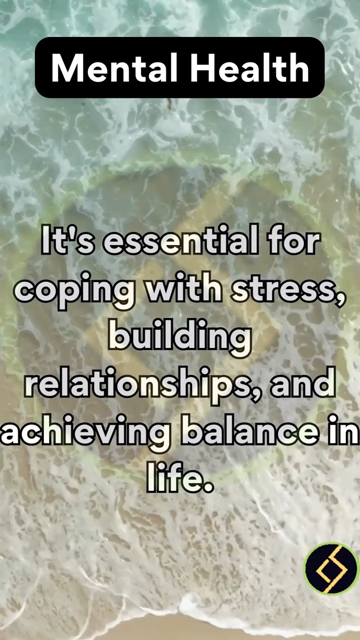 Mental Health
It's essential for
coping with stress,
building
relationships, and
achieving balance in
life.